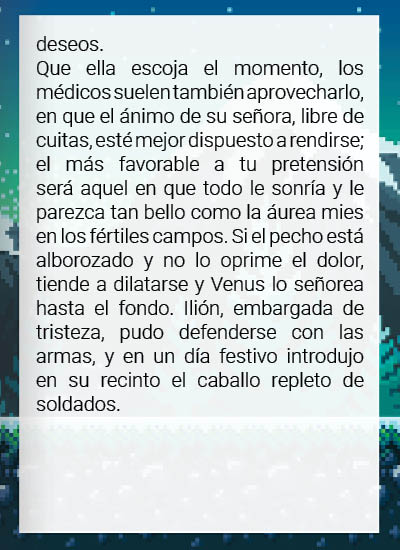 deseos.
Que ella escoja el momento, los
médicos suelen también aprovecharlo,
en que el ánimo de su señora, libre de
cuitas, esté mejor dispuesto a rendirse;
el más favorable a tu pretensión
será aquel en que todo le sonría y le
parezca tan bello como la áurea mies
en los fértiles campos. Si el pecho está
alborozado y no lo oprime el dolor,
tiende a dilatarse y Venus lo señorea
hasta el fondo. Ilión, embargada de
tristeza, pudo defenderse con las
armas, y en un día festivo introdujo
en su recinto el caballo repleto de
soldados.